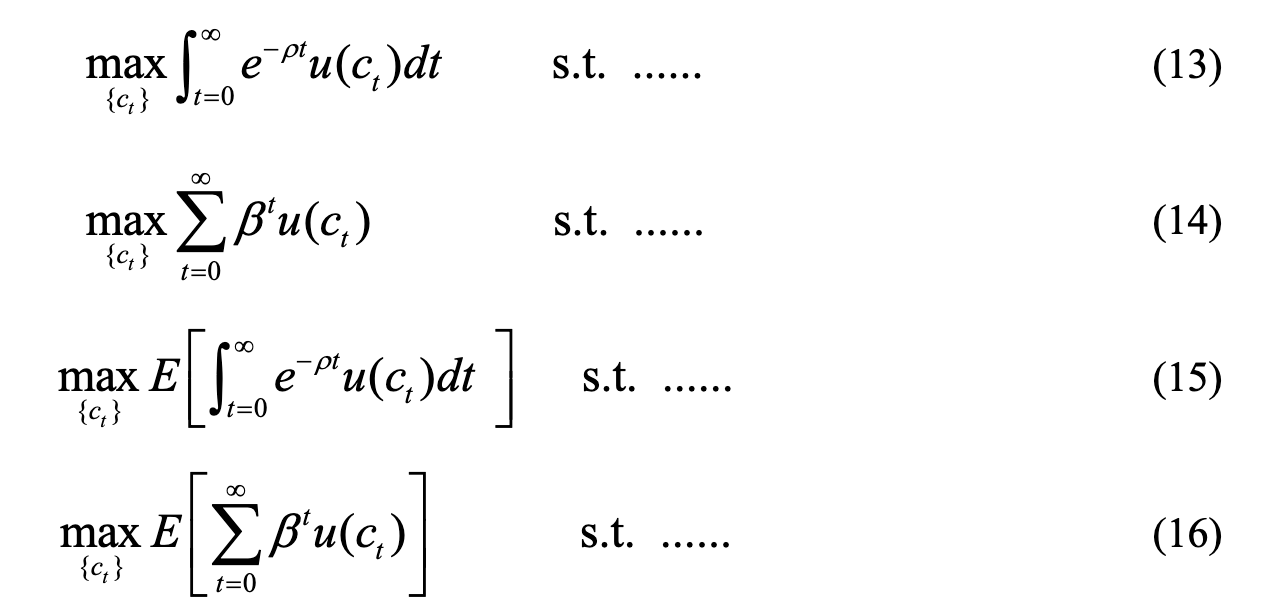 max_{c_t} ∫_{t=0}^∞ e^{-ρt}u(c_t)dt s.t. ...... (13)
max_{c_t} ∑_{t=0}^∞ β^t u(c_t) s.t. ...... (14)
max_{c_t} E[∫_{t=0}^∞ e^{-ρt}u(c_t)dt ] s.t. ...... (15)
max_{c_t} E[∑_{t=0}^∞ β^t u(c_t)] s.t. ...... (16)